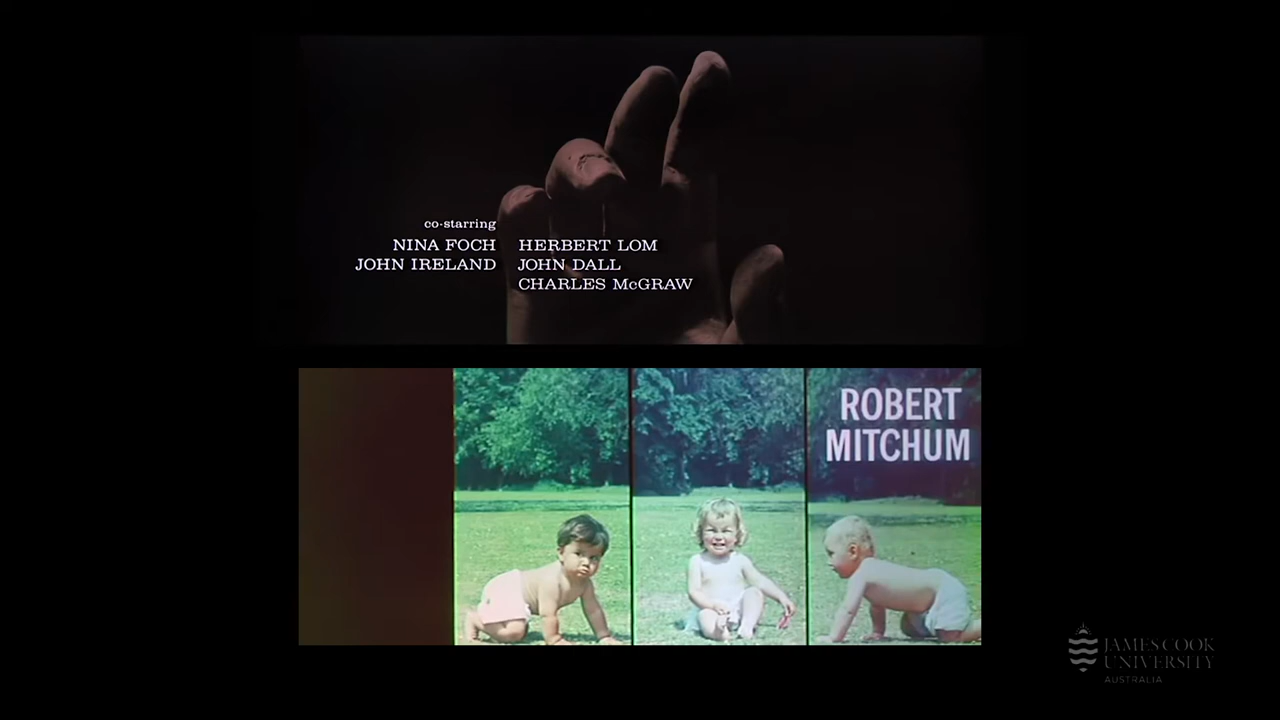 co-starring
NINA FOCH HERBERT LOM
JOHN IRELAND JOHN DALL
CHARLES McGRAW
ROBERT
MITCHUM
JAMES COOK
UNIVERSITY
AUSTRALIA